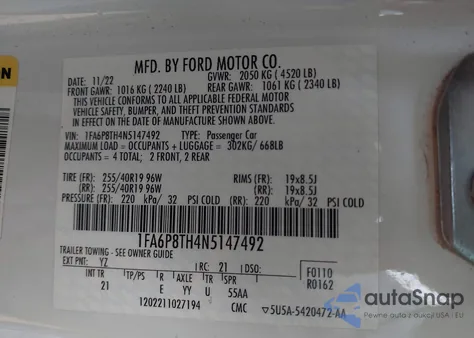 ON
MFD. BY FORD MOTOR CO.
DATE: 11/22 GVWR: 2050 KG ( 4520 LB)
FRONT GAWR: 1016 KG ( 2240 LB) REAR GAWR: 1061 KG ( 2340 LB)
THIS VEHICLE CONFORMS TO ALL APPLICABLE FEDERAL MOTOR
VEHICLE SAFETY, BUMPER, AND THEFT PREVENTION STANDARDS
IN EFFECT ON THE DATE OF MANUFACTURE SHOWN ABOVE.
VIN: 1FA6P8TH4N5147492 TYPE: Passenger Car
MAXIMUM LOAD = OCCUPANTS + LUGGAGE = 302KG/ 668LB
OCCUPANTS = 4 TOTAL; 2 FRONT, 2 REAR
TIRE (FR): 255/40R19 96W RIMS (FR): 19x8.5J
(RR): 255/40R19 96W (RR): 19x8.5J
PRESSURE (FR): 220 kPa/ 32 PSI COLD (RR): 220 kPa/ 32 PSI COLD
1FA6P8TH4N5147492
TRAILER TOWING - SEE OWNER GUIDE
EXT PNT: YZ RC: 21 DSO: F0110
INT TR TP/PS R AXLE TR SPR R0162
21 E YY U 55AA
1202211027194 CMC 5U5A-5420472-AA
autaSnap
Pewne auta z USA i Kanady